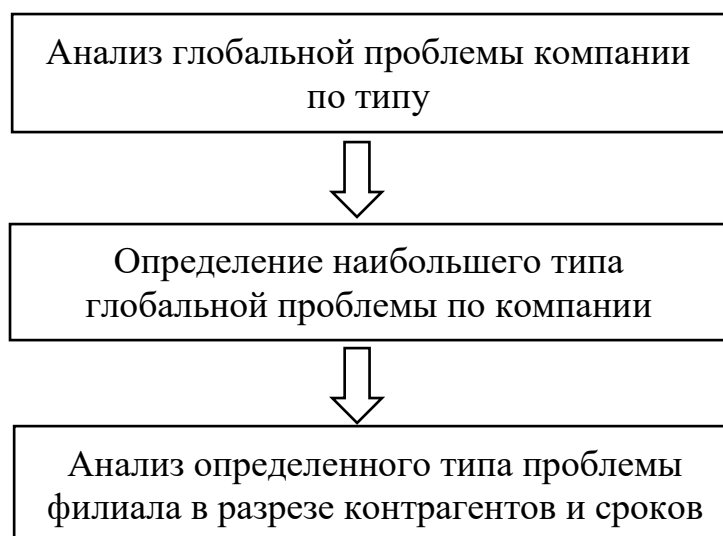 Анализ глобальной проблемы компании
по типу
Определение наибольшего типа
глобальной проблемы по компании
Анализ определенного типа проблемы
филиала в разрезе контрагентов и сроков